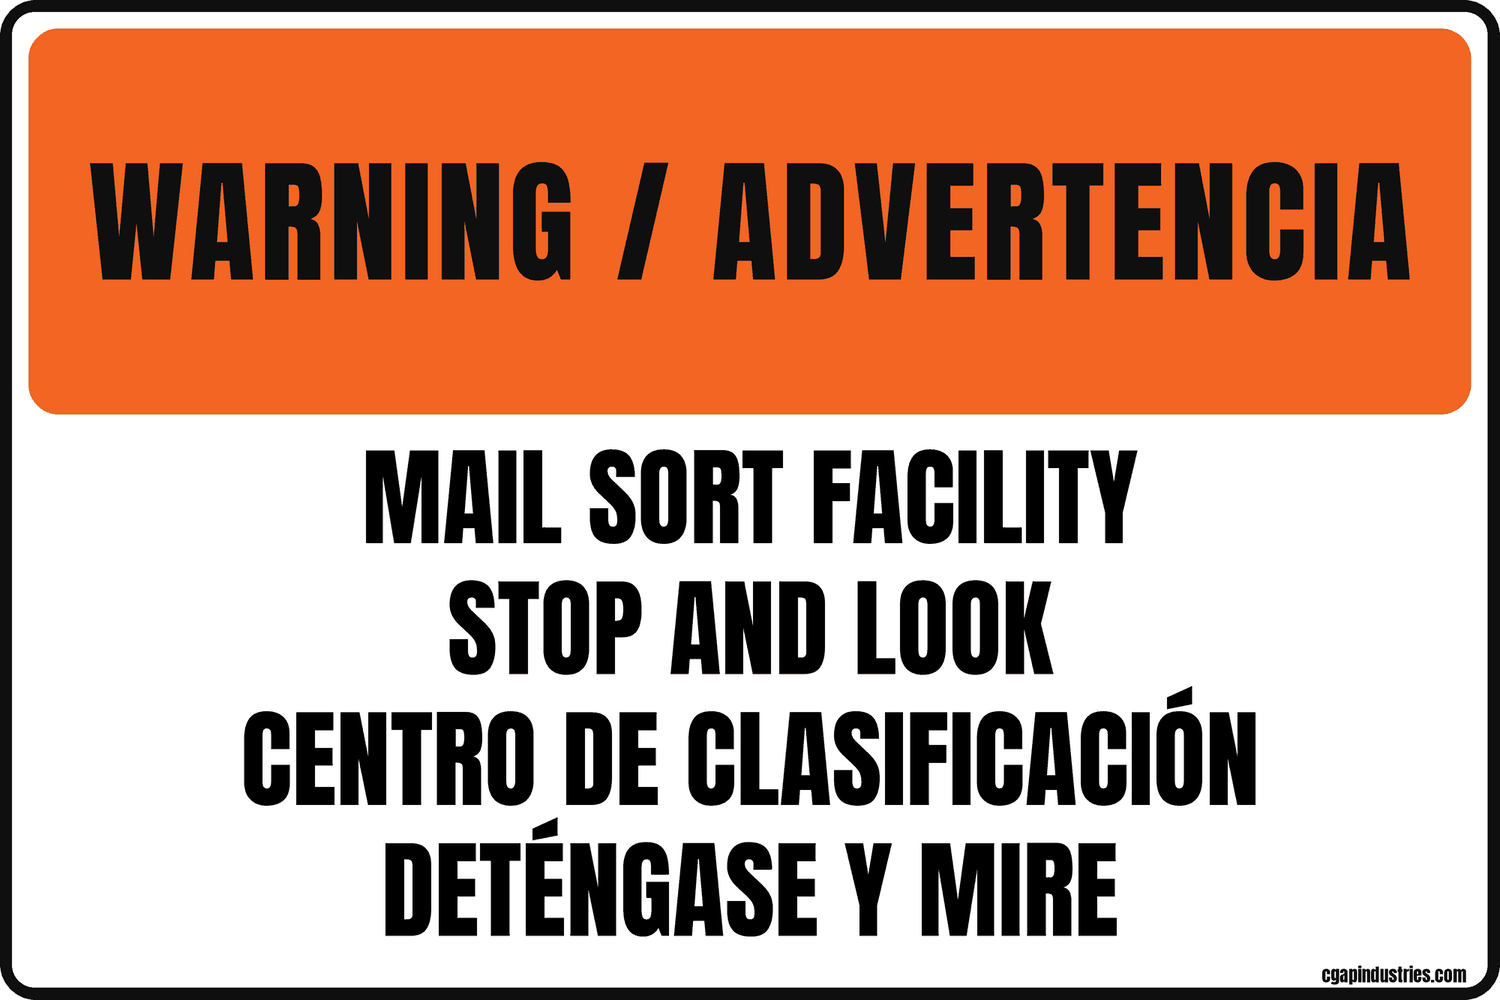 WARNING / ADVERTENCIA
MAIL SORT FACILITY
STOP AND LOOK
CENTRO DE CLASIFICACIÓN
DETÉNGASE Y MIRE
cgapindustries.com